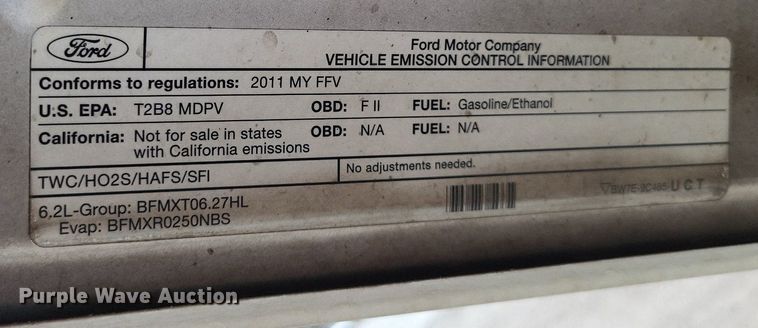 Ford
Ford Motor Company
VEHICLE EMISSION CONTROL INFORMATION
Conforms to regulations: 2011 MY FFV
U.S. EPA: T2B8 MDPV OBD: F II FUEL: Gasoline/Ethanol
California: Not for sale in states with California emissions OBD: N/A FUEL: N/A
TWC/HO2S/HAFS/SFI
No adjustments needed.
6.2L-Group: BFMXT06.27HL
Evap: BFMXR0250NBS
UCT
Purple Wave Auction